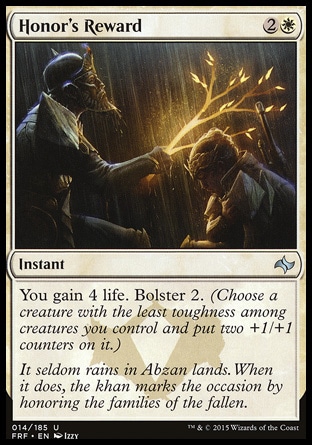 Honor's Reward 2
Instant
You gain 4 life. Bolster 2. (Choose a
creature with the least toughness among
creatures you control and put two +1/+1
counters on it.)
It seldom rains in Abzan lands. When
it does, the khan marks the occasion by
honoring the families of the fallen.
014/185 U
FRF • EN Izzy
™ & © 2015 Wizards of the Coast